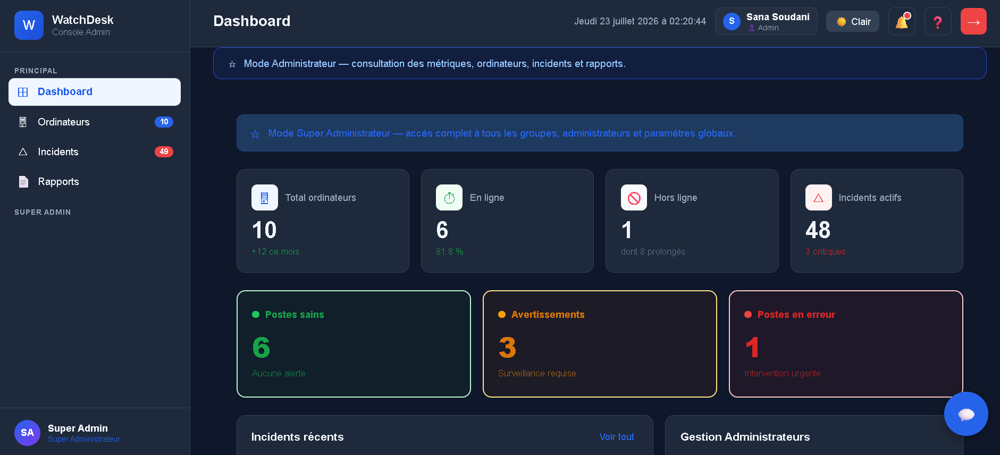 W
WatchDesk
Console Admin
PRINCIPAL
Dashboard
Ordinateurs 10
Incidents 49
Rapports
SUPER ADMIN
SA
Super Admin
Super Administrateur
Dashboard
Jeudi 23 juillet 2026 à 02:20:44
S
Sana Soudani
Admin
Clair
Mode Administrateur — consultation des métriques, ordinateurs, incidents et rapports.
Mode Super Administrateur — accès complet à tous les groupes, administrateurs et paramètres globaux.
Total ordinateurs
10
+12 ce mois
En ligne
6
81.8 %
Hors ligne
1
dont 8 prolongés
Incidents actifs
48
3 critiques
Postes sains
6
Aucune alerte
Avertissements
3
Surveillance requise
Postes en erreur
1
Intervention urgente
Incidents récents
Voir tout
Gestion Administrateurs